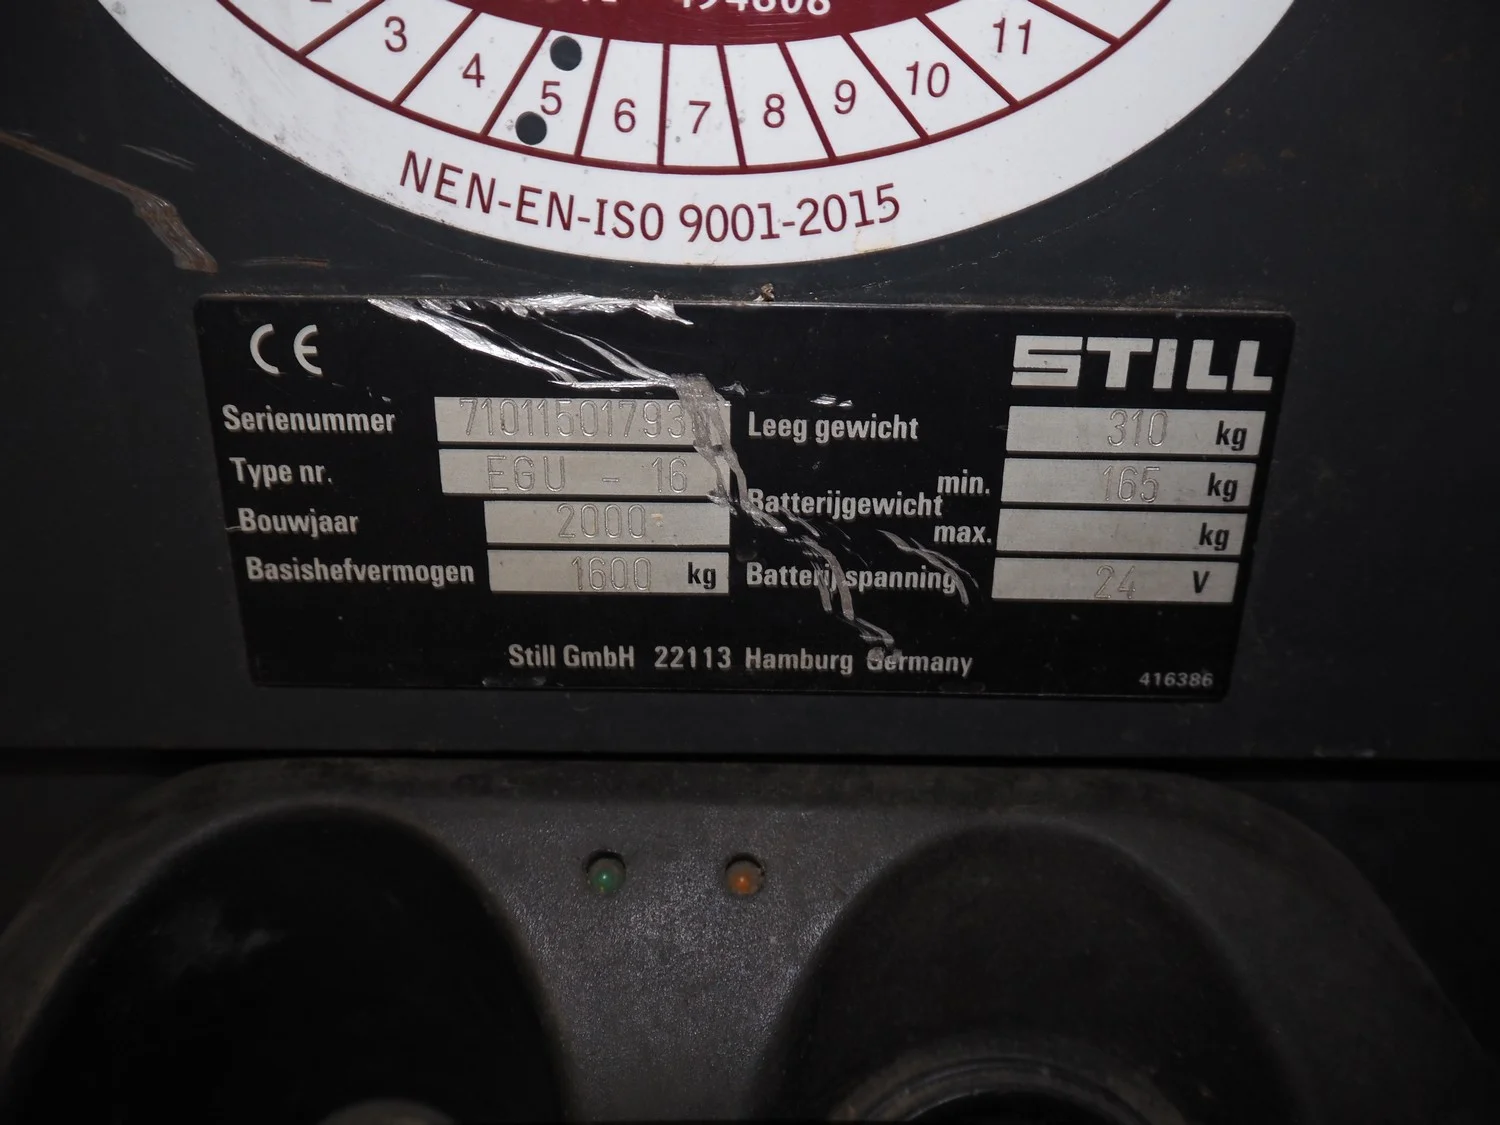 3 4 5 6 7 8 9 10 11
NEN-EN-ISO 9001-2015
CE
STILL
Serienummer
Leeg gewicht 310 kg
Type nr. EGU - 16
Batterijgewicht min. 165 kg
Bouwjaar 2000
max. kg
Basishefvermogen 1600 kg
Batterijspanning 24 V
Still GmbH 22113 Hamburg Germany
416386